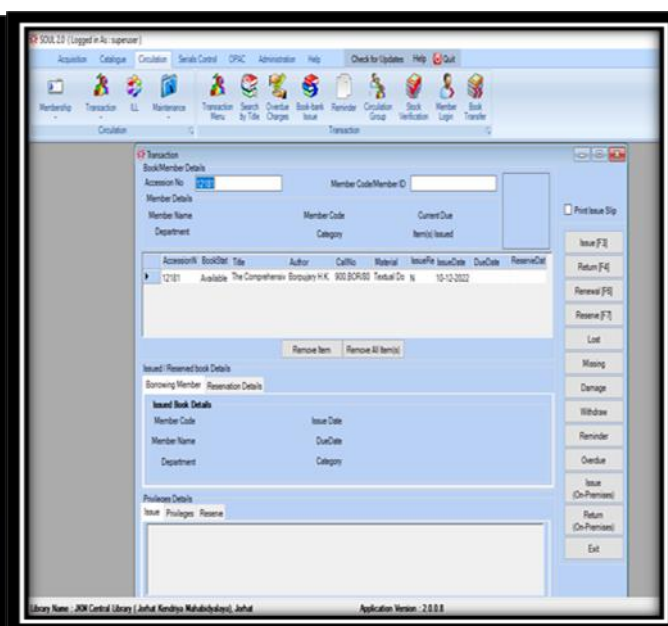 SOUL 2.0 ( Logged in As : superuser )
Acquisition Catalogue Circulation Serials Control OPAC Administration Help Check for Updates Help Quit
Membership Transaction ILL Maintenance Transaction Menu Search by Title Overdue Charges Book-bank Issue Reminder Circulation Group Stock Verification Member Login Book Transfer
Circulation Transaction
Transaction
Book/Member Details
Accession No 12181 Member Code/Member ID
Member Details
Print Issue Slip
Member Name Member Code Current Due
Department Category Item(s) Issued
Issue [F3]
AccessionN BookStat Title Author CallNo Material IssueRe IssueDate DueDate ReserveDat
Return [F4]
12181 Available The Comprehensiv Borpujary H.K. 900,BOR/00 Textual Do N 10-12-2022
Renewal [F6]
Reserve [F7]
Lost
Remove Item Remove All Item(s)
Missing
Issued / Reserved book Details
Borrowing Member Reservation Details
Damage
Issued Book Details
Withdraw
Member Code Issue Date
Reminder
Member Name DueDate
Department Category
Overdue
Issue
(On-Premises)
Privileges Details
Issue Privileges Reserve
Return
(On-Premises)
Exit
Library Name : JKM Central Library ( Jorhat Kendriya Mahabidyalaya), Jorhat Application Version : 2.0.0.8